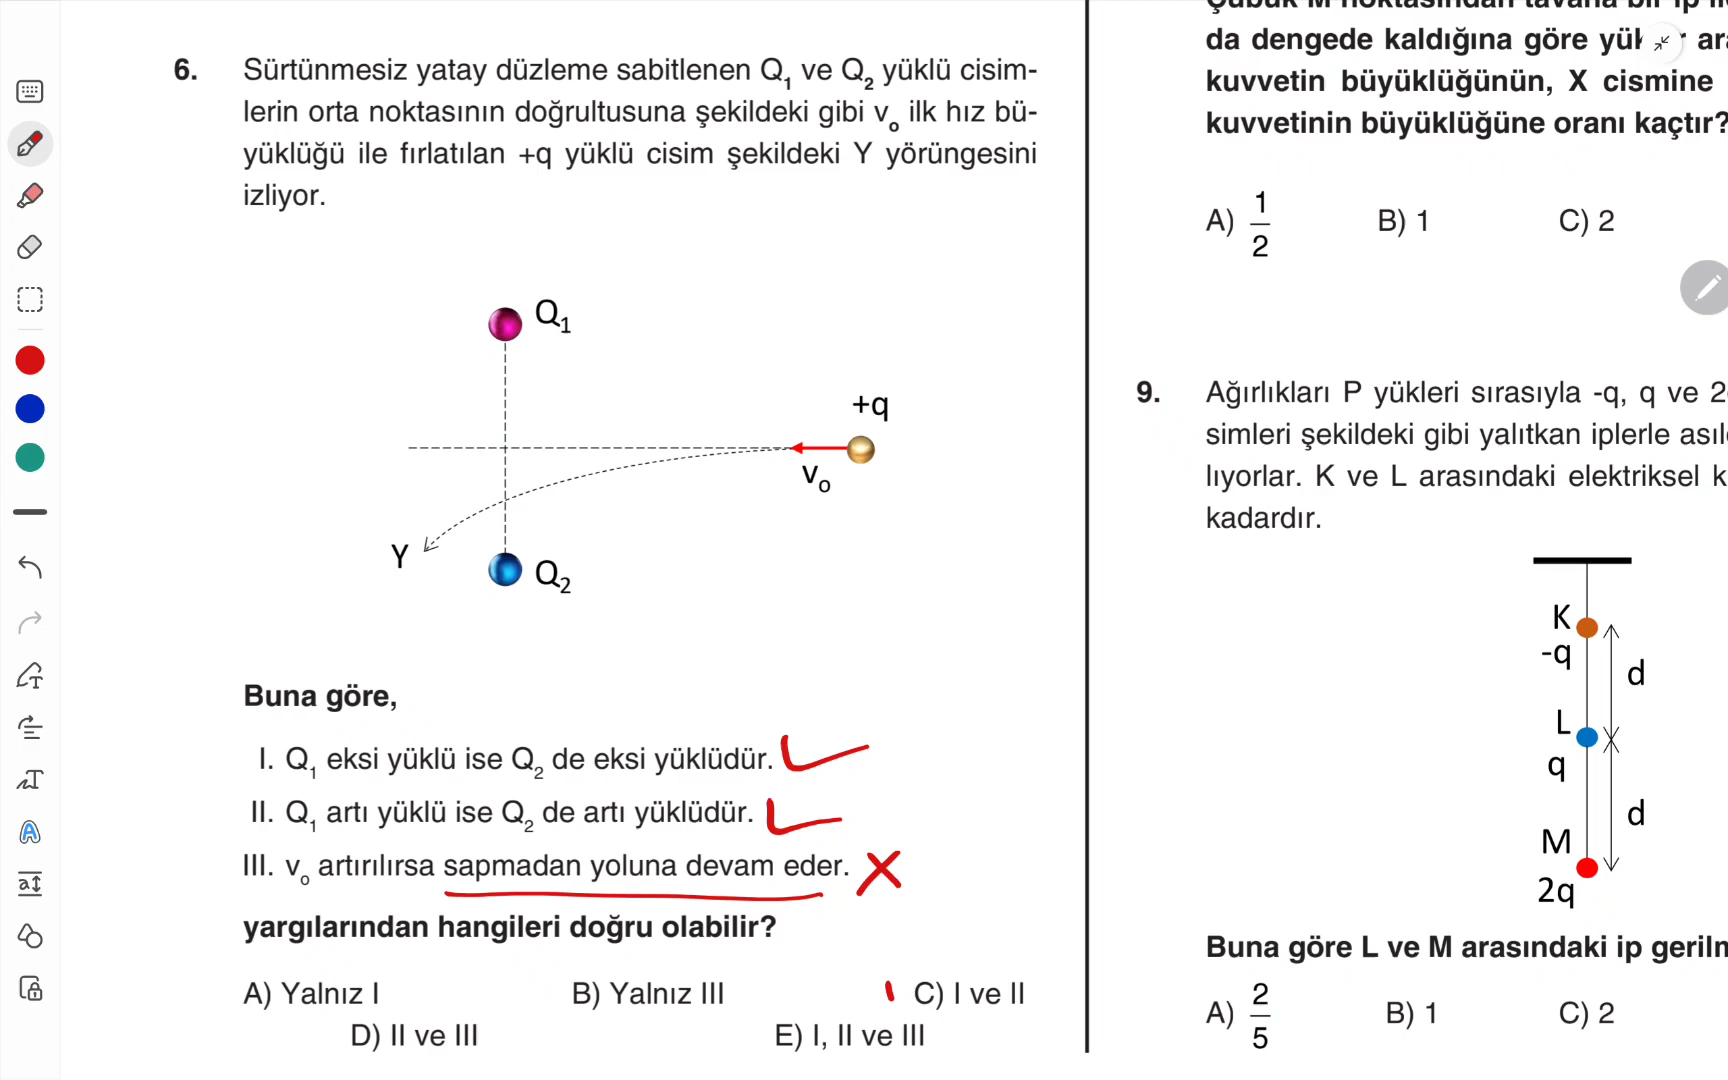 6. Sürtünmesiz yatay düzleme sabitlenen Q1 ve Q2 yüklü cisim-
lerin orta noktasının doğrultusuna şekildeki gibi vo ilk hız bü-
yüklüğü ile fırlatılan +q yüklü cisim şekildeki Y yörüngesini
izliyor.
Q1
+q
vo
Y
Q2
Buna göre,
I. Q1 eksi yüklü ise Q2 de eksi yüklüdür.
II. Q1 artı yüklü ise Q2 de artı yüklüdür.
III. vo artırılırsa sapmadan yoluna devam eder.
yargılarından hangileri doğru olabilir?
A) Yalnız I B) Yalnız III C) I ve II
D) II ve III E) I, II ve III
da dengede kaldığına göre
kuvvetin büyüklüğünün, X cismine
kuvvetinin büyüklüğüne oranı kaçtır?
A) 1/2 B) 1 C) 2
9. Ağırlıkları P yükleri sırasıyla -q, q ve
simleri şekildeki gibi yalıtkan iplerle
lıyorlar. K ve L arasındaki elektriksel
kadardır.
K
-q
d
L
q
d
M
2q
Buna göre L ve M arasındaki ip
A) 2/5 B) 1 C) 2